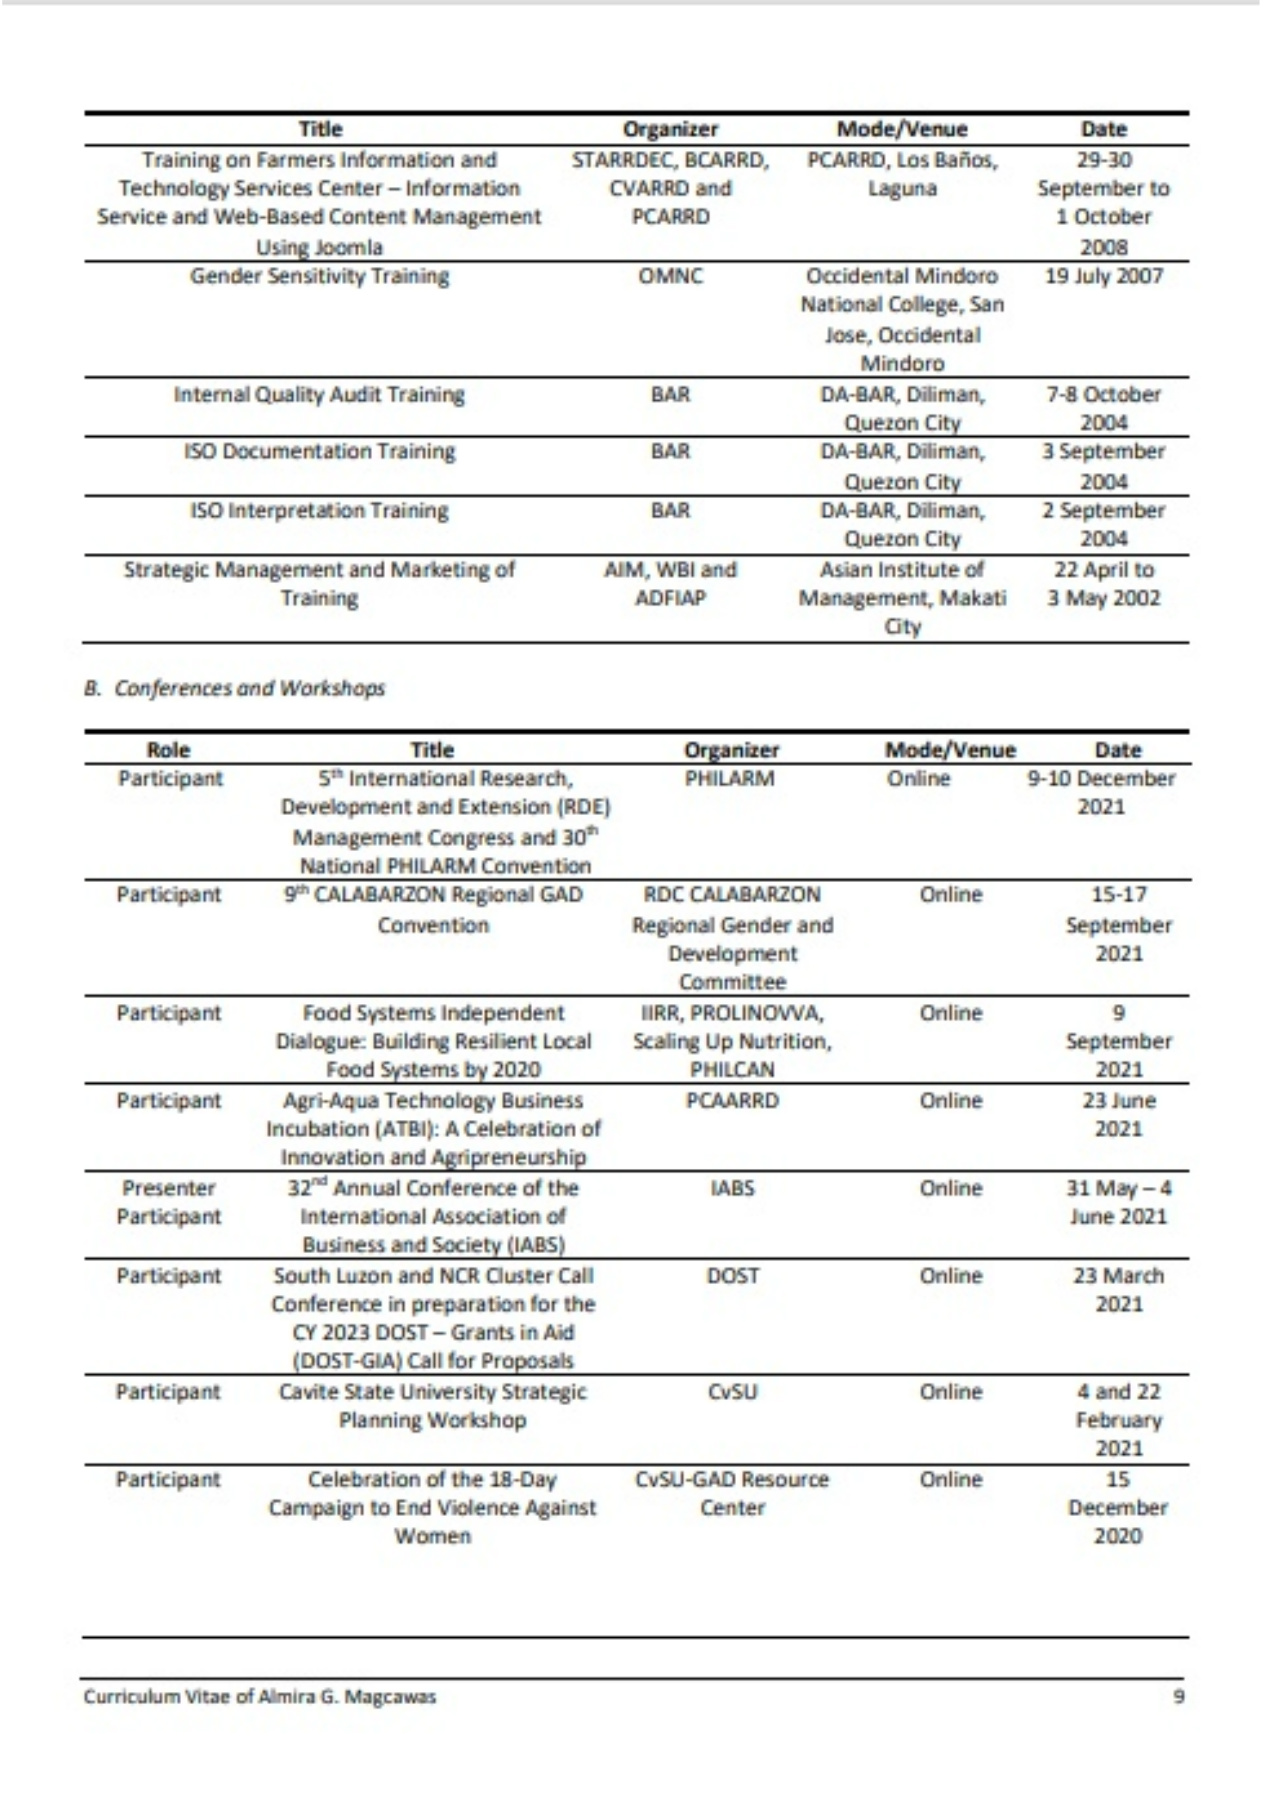 Title Organizer Mode/Venue Date
Training on Farmers Information and STARRDEC, BCARRD, PCARRD, Los Baños, 29-30
Technology Services Center – Information CVARRD and Laguna September to
Service and Web-Based Content Management PCARRD 1 October
Using Joomla 2008
Gender Sensitivity Training OMNC Occidental Mindoro 19 July 2007
National College, San
Jose, Occidental
Mindoro
Internal Quality Audit Training BAR DA-BAR, Diliman, 7-8 October
Quezon City 2004
ISO Documentation Training BAR DA-BAR, Diliman, 3 September
Quezon City 2004
ISO Interpretation Training BAR DA-BAR, Diliman, 2 September
Quezon City 2004
Strategic Management and Marketing of AIM, WBI and Asian Institute of 22 April to
Training ADFIAP Management, Makati 3 May 2002
City
B. Conferences and Workshops
Role Title Organizer Mode/Venue Date
Participant 5th International Research, PHILARM Online 9-10 December
Development and Extension (RDE) 2021
Management Congress and 30th
National PHILARM Convention
Participant 9th CALABARZON Regional GAD RDC CALABARZON Online 15-17
Convention Regional Gender and September
Development 2021
Committee
Participant Food Systems Independent IIRR, PROLINOVVA, Online 9
Dialogue: Building Resilient Local Scaling Up Nutrition, September
Food Systems by 2020 PHILCAN 2021
Participant Agri-Aqua Technology Business PCAARRD Online 23 June
Incubation (ATBI): A Celebration of 2021
Innovation and Agripreneurship
Presenter 32nd Annual Conference of the IABS Online 31 May – 4
Participant International Association of June 2021
Business and Society (IABS)
Participant South Luzon and NCR Cluster Call DOST Online 23 March
Conference in preparation for the 2021
CY 2023 DOST – Grants in Aid
(DOST-GIA) Call for Proposals
Participant Cavite State University Strategic CvSU Online 4 and 22
Planning Workshop February
2021
Participant Celebration of the 18-Day CvSU-GAD Resource Online 15
Campaign to End Violence Against Center December
Women 2020
Curriculum Vitae of Almira G. Magcawas 9